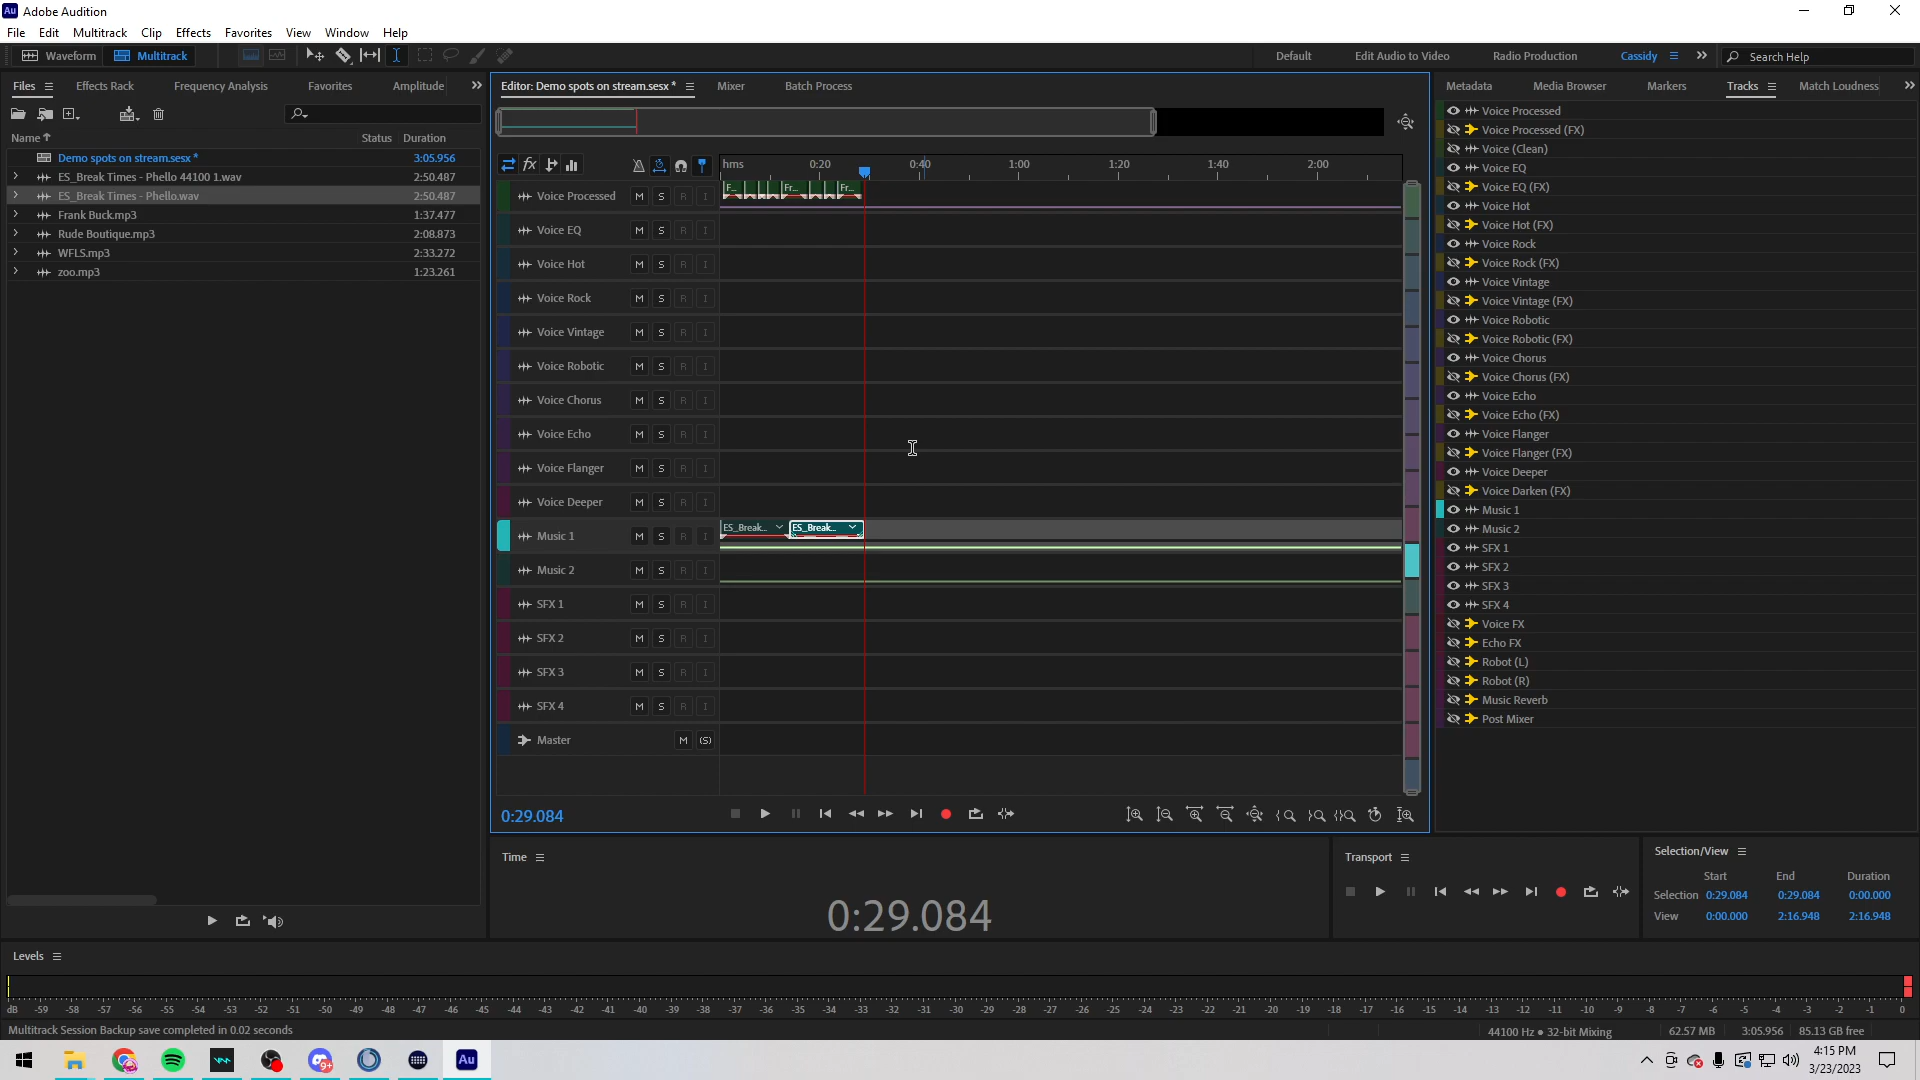 Au Adobe Audition
File Edit Multitrack Clip Effects Favorites View Window Help
Waveform Multitrack Default Edit Audio to Video Radio Production Cassidy Search Help
Files Effects Rack Frequency Analysis Favorites Amplitude
Name Status Duration
Demo spots on stream.sesx * 3:05.956
ES_Break Times - Phello 44100 1.wav 2:50.487
ES_Break Times - Phello.wav 2:50.487
Frank Buck.mp3 1:37.477
Rude Boutique.mp3 2:08.873
WFLS.mp3 2:33.272
zoo.mp3 1:23.261
Editor: Demo spots on stream.sesx * Mixer Batch Process
fx hms 0:20 0:40 1:00 1:20 1:40 2:00
Voice Processed M S R I F... Fr... Fr...
Voice EQ M S R I
Voice Hot M S R I
Voice Rock M S R I
Voice Vintage M S R I
Voice Robotic M S R I
Voice Chorus M S R I
Voice Echo M S R I
Voice Flanger M S R I
Voice Deeper M S R I
Music 1 M S R I ES_Break... ES_Break...
Music 2 M S R I
SFX 1 M S R I
SFX 2 M S R I
SFX 3 M S R I
SFX 4 M S R I
Master M (S)
0:29.084
Metadata Media Browser Markers Tracks Match Loudness
Voice Processed
Voice Processed (FX)
Voice (Clean)
Voice EQ
Voice EQ (FX)
Voice Hot
Voice Hot (FX)
Voice Rock
Voice Rock (FX)
Voice Vintage
Voice Vintage (FX)
Voice Robotic
Voice Robotic (FX)
Voice Chorus
Voice Chorus (FX)
Voice Echo
Voice Echo (FX)
Voice Flanger
Voice Flanger (FX)
Voice Deeper
Voice Darken (FX)
Music 1
Music 2
SFX 1
SFX 2
SFX 3
SFX 4
Voice FX
Echo FX
Robot (L)
Robot (R)
Music Reverb
Post Mixer
Time
0:29.084
Transport
Selection/View
Start End Duration
Selection 0:29.084 0:29.084 0:00.000
View 0:00.000 2:16.948 2:16.948
Levels
dB -59 -58 -57 -56 -55 -54 -53 -52 -51 -50 -49 -48 -47 -46 -45 -44 -43 -42 -41 -40 -39 -38 -37 -36 -35 -34 -33 -32 -31 -30 -29 -28 -27 -26 -25 -24 -23 -22 -21 -20 -19 -18 -17 -16 -15 -14 -13 -12 -11 -10 -9 -8 -7 -6 -5 -4 -3 -2 -1 0
Multitrack Session Backup save completed in 0.02 seconds 44100 Hz • 32-bit Mixing 62.57 MB 3:05.956 85.13 GB free
9+ Au
4:15 PM
3/23/2023